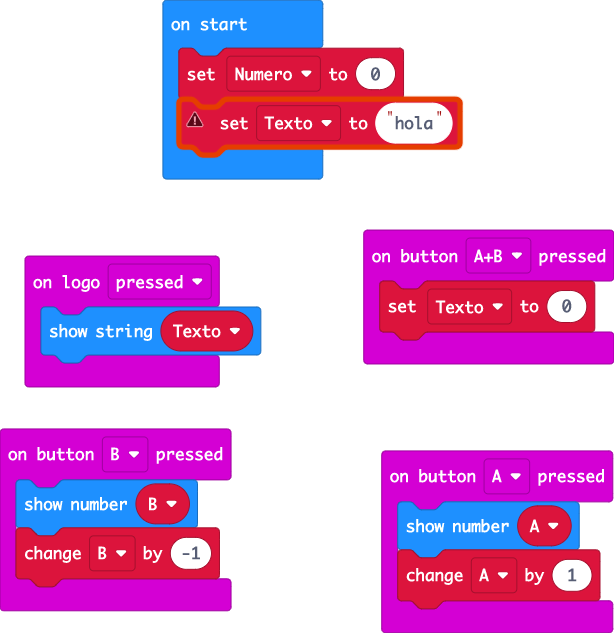 on start
set Numero to 0
set Texto to "hola"
on button A+B pressed
set Texto to 0
on logo pressed
show string Texto
on button B pressed
show number B
change B by -1
on button A pressed
show number A
change A by 1